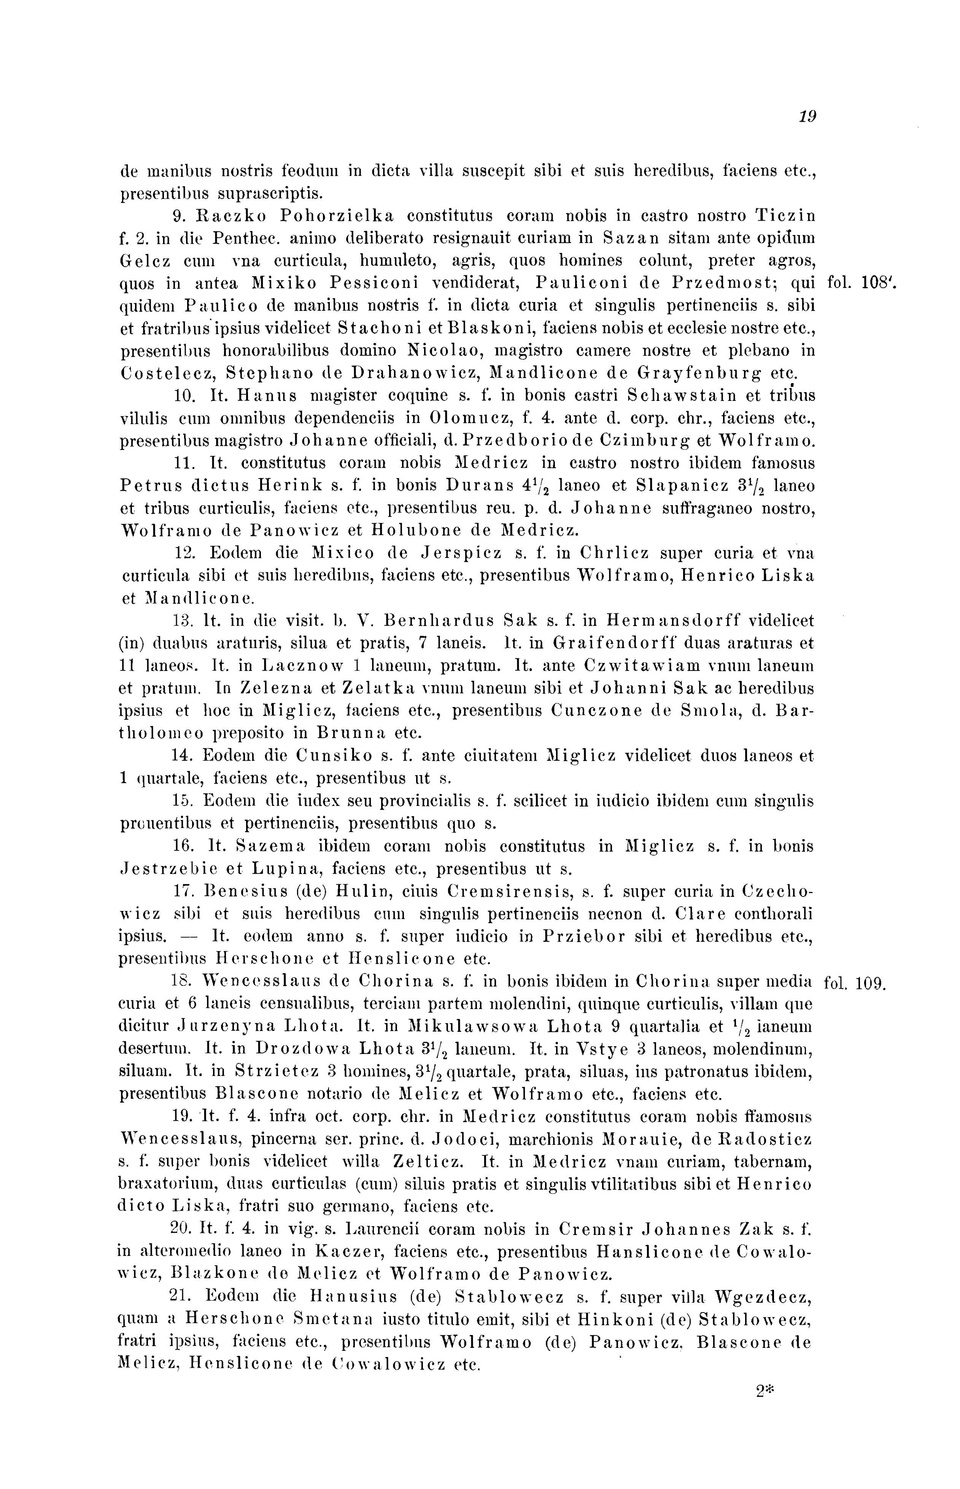 19
de manibus nostris feodum in dicta villa suscepit sibi et suis heredibus, faciens etc.,
presentibus suprascriptis.
9. Raczko Pohorzielka constitutus coram nobis in castro nostro Ticzin
f. 2. in die Penthec. animo deliberato resignauit curiam in Sazan sitam ante opidum
Gelcz cum vna curticula, humuleto, agris, quos homines colunt, preter agros,
quos in antea Mixiko Pessiconi vendiderat, Pauliconi de Przedmost; qui fol. 108'.
quidem Paulico de manibus nostris f. in dicta curia et singulis pertinenciis s. sibi
et fratribus ipsius videlicet Stachoni et Blaskoni, faciens nobis et ecclesie nostre etc.,
presentibus honorabilibus domino Nicolao, magistro camere nostre et plebano in
Costelecz, Stephano de Drahanowicz, Mandlicone de Grayfenburg etc.
10. It. Hanus magister coquine s. f. in bonis castri Schawstain et tribus
vilulis cum omnibus dependenciis in Olomucz, f. 4. ante d. corp. chr., faciens etc.,
presentibus magistro Johanne officiali, d. Przedborio de Czimburg et Wolframo.
11. It. constitutus coram nobis Medricz in castro nostro ibidem famosus
Petrus dictus Herink s. f. in bonis Durans 4½ laneo et Slapanicz 3½ laneo
et tribus curticulis, faciens etc., presentibus reu. p. d. Johanne suffraganeo nostro,
Wolframo de Panowicz et Holubone de Medricz.
12. Eodem die Mixico de Jerspicz s. f. in Chrlicz super curia et vna
curticula sibi et suis heredibus, faciens etc., presentibus Wolframo, Henrico Liska
et Mandlicone.
13. It. in die visit. b. V. Bernhardus Sak s. f. in Hermansdorff videlicet
(in) duabus araturis, silua et pratis, 7 laneis. It. in Graifendorff duas araturas et
11 laneos. It. in Lacznow 1 laneum, pratum. It. ante Czwitawiam vnum laneum
et pratum. In Zelezna et Zelatka vnum laneum sibi et Johanni Sak ac heredibus
ipsius et hoc in Miglicz, faciens etc., presentibus Cunczone de Smola, d. Bar-
tholomeo preposito in Brunna etc.
14. Eodem die Cunsiko s. f. ante ciuitatem Miglicz videlicet duos laneos et
1 quartale, faciens etc., presentibus ut s.
15. Eodem die iudex seu provincialis s. f. scilicet in iudicio ibidem cum singulis
prouentibus et pertinenciis, presentibus quo s.
16. It. Sazema ibidem coram nobis constitutus in Miglicz s. f. in bonis
Jestrzebie et Lupina, faciens etc., presentibus ut s.
17. Benesius (de) Hulin, ciuis Cremsirensis, s. f. super curia in Czecho-
wicz sibi et suis heredibus cum singulis pertinenciis necnon d. Clare conthorali
ipsius. — It. eodem anno s. f. super iudicio in Prziebor sibi et heredibus etc.,
presentibus Herschone et Henslicone etc.
18. Wencesslaus de Chorina s. f. in bonis ibidem in Chorina super media fol. 109.
curia et 6 laneis censualibus, terciam partem molendini, quinque curticulis, villam que
dicitur Jurzenyna Lhota. It. in Mikulawsowa Lhota 9 quartalia et ½ ianeum
desertum. It. in Drozdowa Lhota 3½ laneum. It. in Vstye 3 laneos, molendinum,
siluam. It. in Strzietez 3 homines, 3½ quartale, prata, siluas, ius patronatus ibidem,
presentibus Blascone notario de Melicz et Wolframo etc., faciens etc.
19. It. f. 4. infra oct. corp. chr. in Medricz constitutus coram nobis ffamosus
Wencesslaus, pincerna ser. princ. d. Jodoci, marchionis Morauie, de Radosticz
s. f. super bonis videlicet willa Zelticz. It. in Medricz vnam curiam, tabernam,
braxatorium, duas curticulas (cum) siluis pratis et singulis vtilitatibus sibi et Henrico
dicto Liska, fratri suo germano, faciens etc.
20. It. f. 4. in vig. s. Laurencii coram nobis in Cremsir Johannes Zak s. f.
in alteromedio laneo in Kaczer, faciens etc., presentibus Hanslicone de Cowalo-
wicz, Blazkone de Melicz et Wolframo de Panowicz.
21. Eodem die Hanusius (de) Stablowecz s. f. super villa Wgezdecz,
quam a Herschone Smetana iusto titulo emit, sibi et Hinkoni (de) Stablowecz,
fratri ipsius, faciens etc., presentibus Wolframo (de) Panowicz, Blascone de
Melicz, Henslicone de Cowalowicz etc.
2*